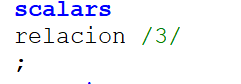 scalars
relacion /3/
;